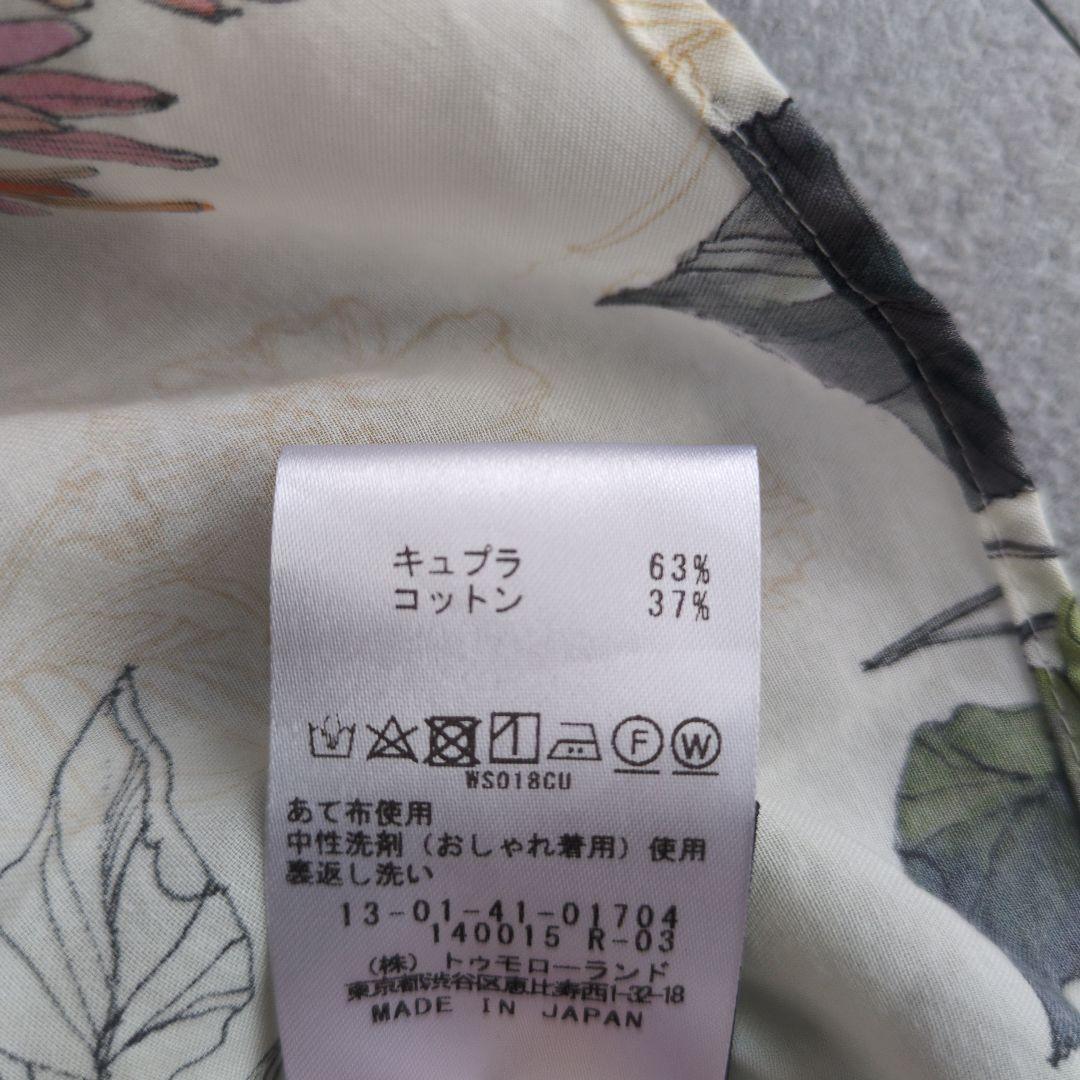 キュプラ 63%
コットン 37%
F W
WS018CU
あて布使用
中性洗剤（おしゃれ着用）使用
裏返し洗い
13-01-41-01704
140015 R-03
（株）トゥモローランド
東京都渋谷区恵比寿西1-32-18
MADE IN JAPAN